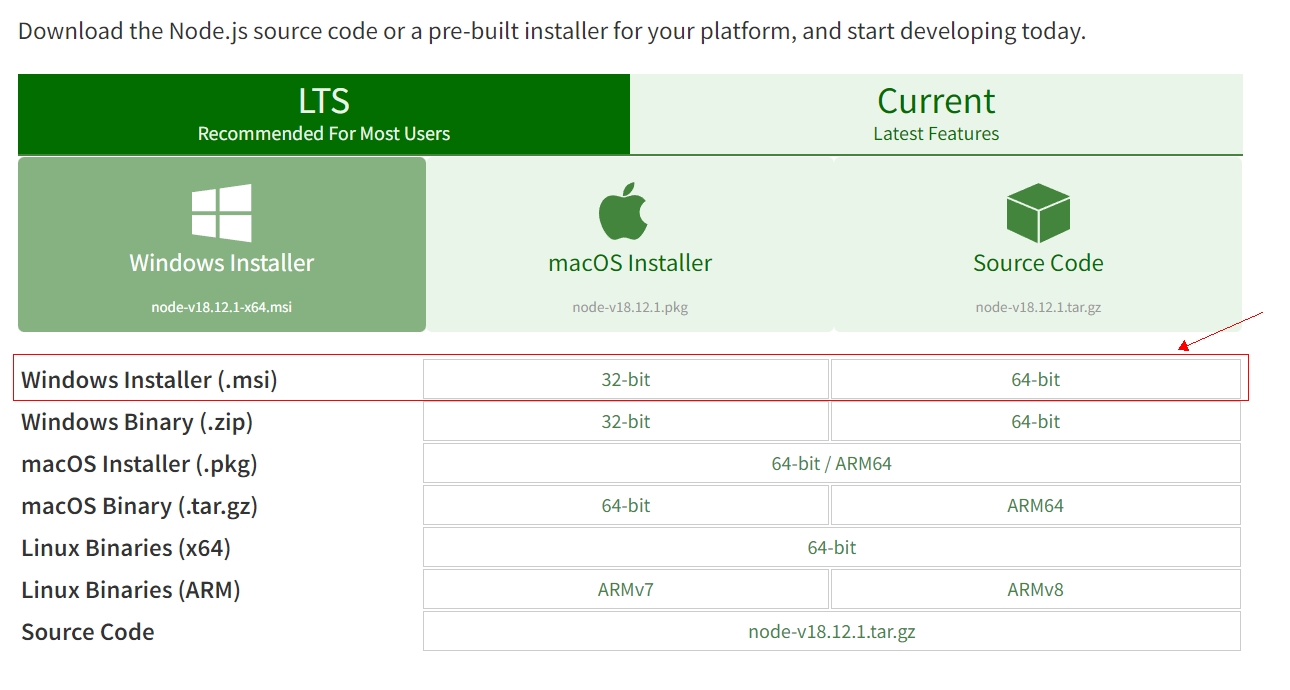 Download the Node.js source code or a pre-built installer for your platform, and start developing today.
LTS
Recommended For Most Users
Current
Latest Features
Windows Installer
node-v18.12.1-x64.msi
macOS Installer
node-v18.12.1.pkg
Source Code
node-v18.12.1.tar.gz
Windows Installer (.msi) 32-bit 64-bit
Windows Binary (.zip) 32-bit 64-bit
macOS Installer (.pkg) 64-bit / ARM64
macOS Binary (.tar.gz) 64-bit ARM64
Linux Binaries (x64) 64-bit
Linux Binaries (ARM) ARMv7 ARMv8
Source Code node-v18.12.1.tar.gz